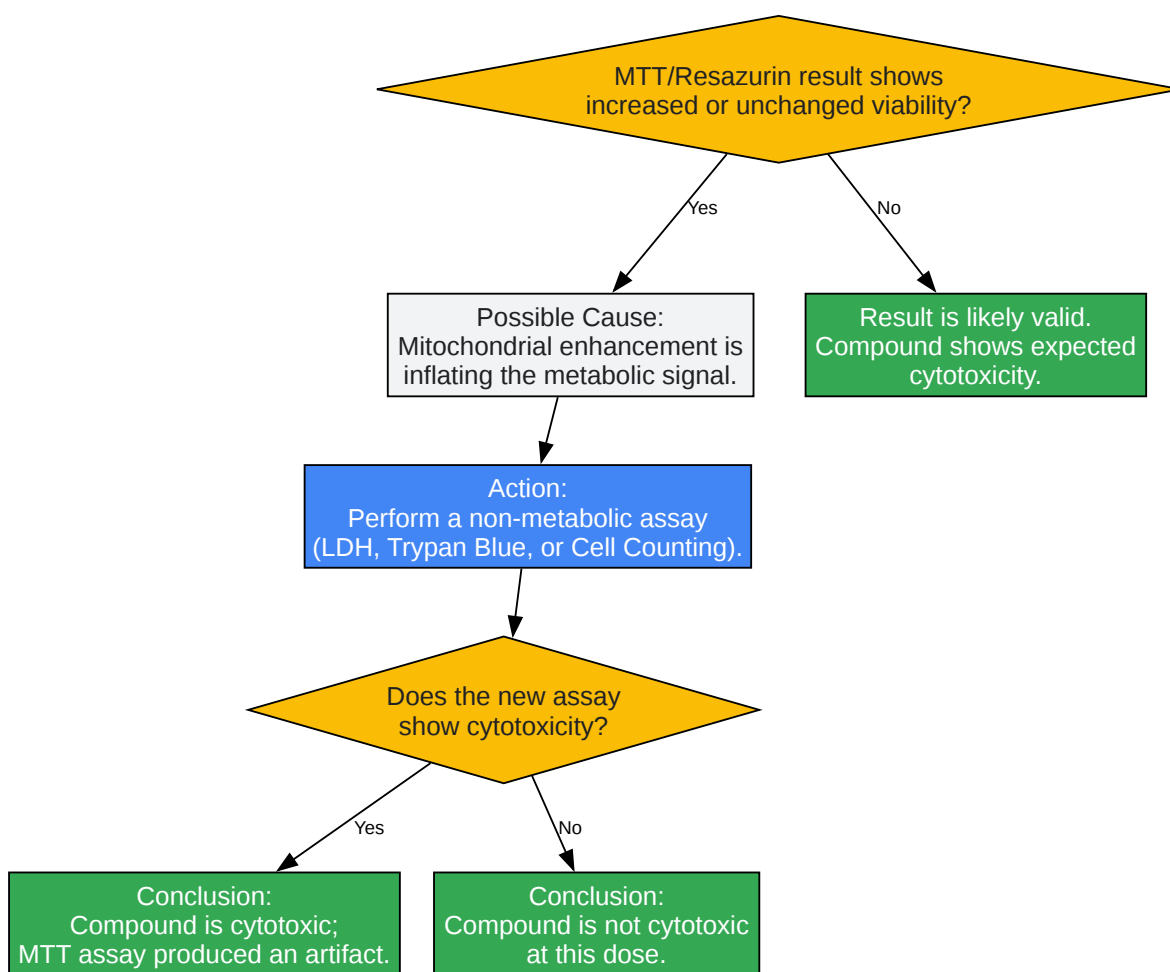 MTT/Resazurin result shows
increased or unchanged viability?
Yes
No
Possible Cause:
Mitochondrial enhancement is
inflating the metabolic signal.
Result is likely valid.
Compound shows expected
cytotoxicity.
Action:
Perform a non-metabolic assay
(LDH, Trypan Blue, or Cell Counting).
Does the new assay
show cytotoxicity?
Yes
No
Conclusion:
Compound is cytotoxic;
MTT assay produced an artifact.
Conclusion:
Compound is not cytotoxic
at this dose.